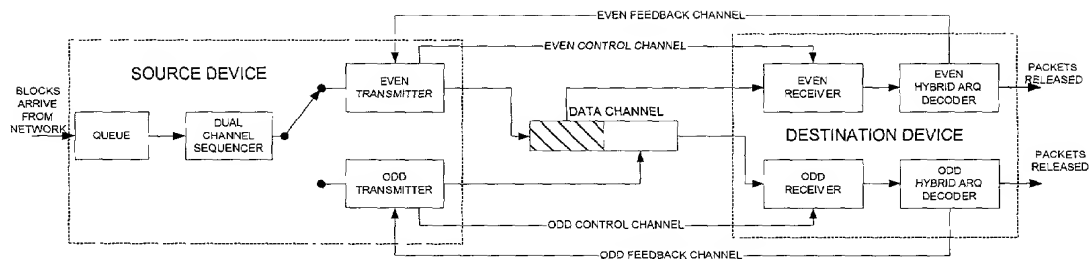 EVEN FEEDBACK CHANNEL
EVEN CONTROL CHANNEL
SOURCE DEVICE
BLOCKS
ARRIVE
FROM
NETWORK
QUEUE
DUAL
CHANNEL
SEQUENCER
EVEN
TRANSMITTER
DATA CHANNEL
EVEN
RECEIVER
EVEN
HYBRID ARQ
DECODER
PACKETS
RELEASED
DESTINATION DEVICE
ODD
TRANSMITTER
ODD
RECEIVER
ODD
HYBRID ARQ
DECODER
PACKETS
RELEASED
ODD CONTROL CHANNEL
ODD FEEDBACK CHANNEL